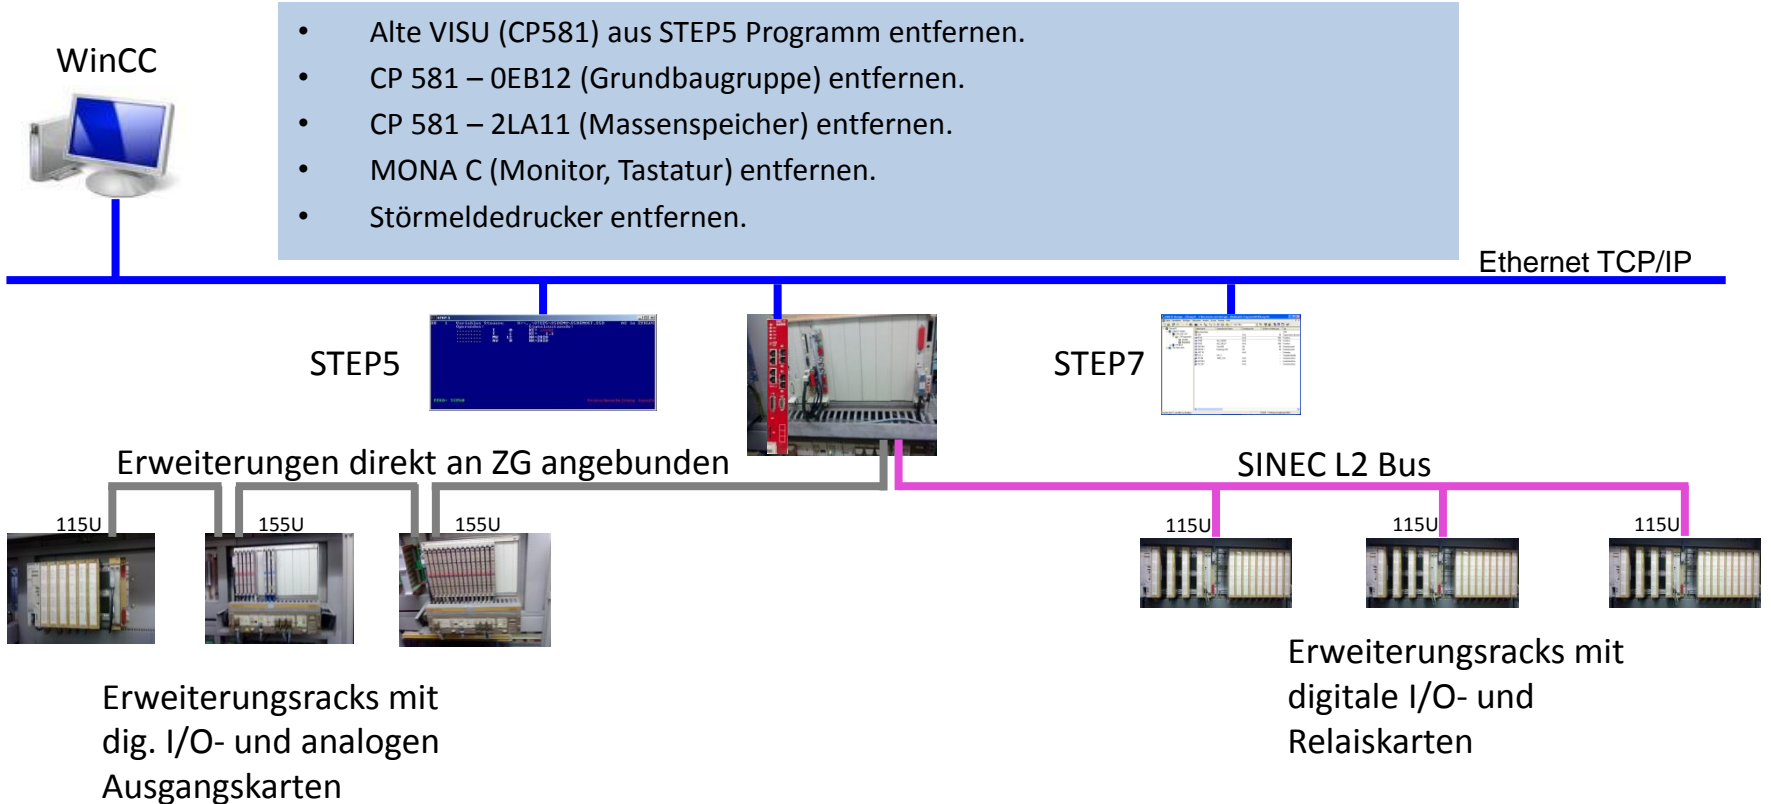 WinCC
• Alte VISU (CP581) aus STEP5 Programm entfernen.
• CP 581 – 0EB12 (Grundbaugruppe) entfernen.
• CP 581 – 2LA11 (Massenspeicher) entfernen.
• MONA C (Monitor, Tastatur) entfernen.
• Störmeldedrucker entfernen.
Ethernet TCP/IP
STEP5
STEP7
Erweiterungen direkt an ZG angebunden
SINEC L2 Bus
115U
155U
155U
115U
115U
115U
Erweiterungsracks mit
dig. I/O- und analogen
Ausgangskarten
Erweiterungsracks mit
digitale I/O- und
Relaiskarten